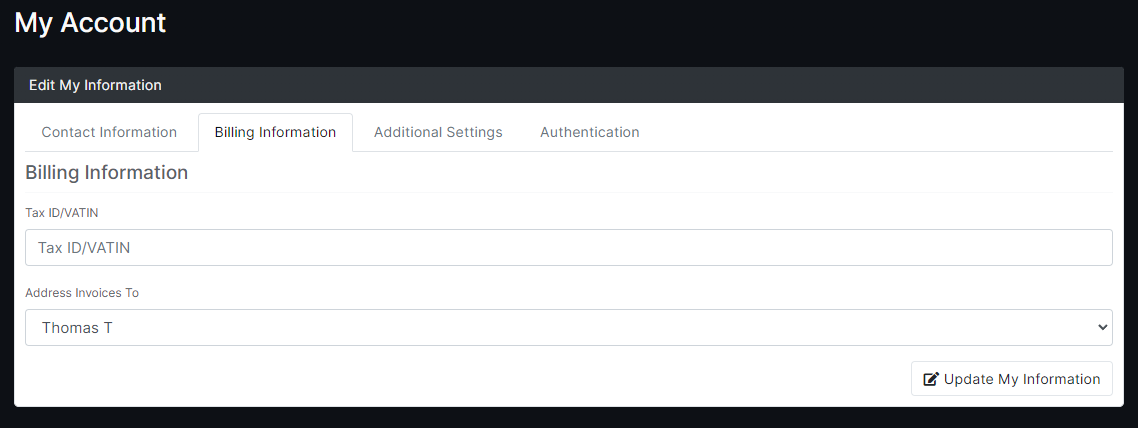 My Account
Edit My Information
Contact Information Billing Information Additional Settings Authentication
Billing Information
Tax ID/VATIN
Tax ID/VATIN
Address Invoices To
Thomas T
Update My Information